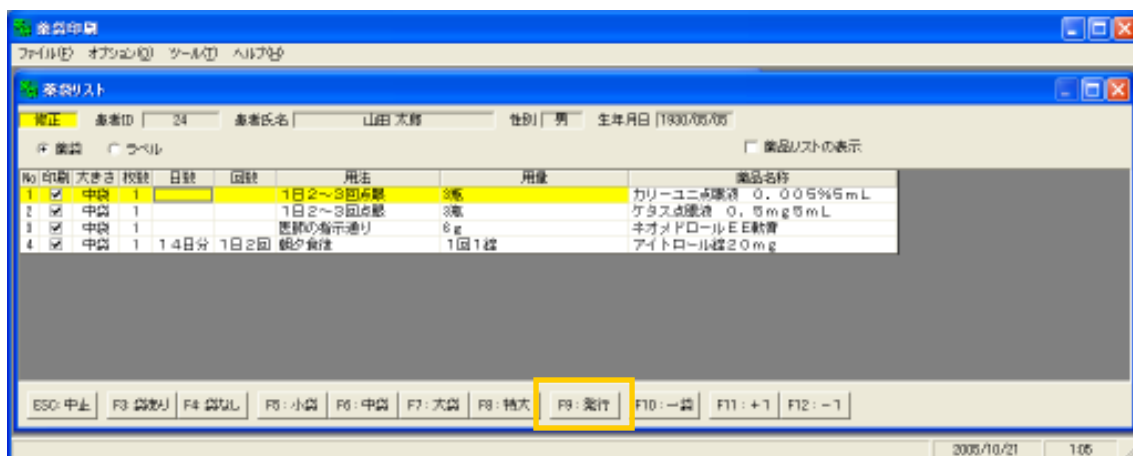 薬袋印刷
ファイル(F) オプション(O) ツール(T) ヘルプ(H)
薬袋リスト
修正 患者ID 24 患者氏名 山田 太郎 性別 男 生年月日 1930/05/05
薬袋 ラベル 薬品リストの表示
No 印刷 大きさ 枚数 日数 回数 用法 用量 薬品名称
1 中袋 1 1日2～3回点眼 3瓶 カリーユニ点眼液 0.005%5mL
2 中袋 1 1日2～3回点眼 3瓶 ケタス点眼液 0.5mg5mL
3 中袋 1 医師の指示通り 6g ネオメドロールEE軟膏
4 中袋 1 14日分 1日2回 朝夕食後 1回1錠 アイトロール錠20mg
ESC:中止 F3:袋あり F4:袋なし F5:小袋 F6:中袋 F7:大袋 F8:特大 F9:発行 F10:一袋 F11:+1 F12:-1
2005/10/21 1:05